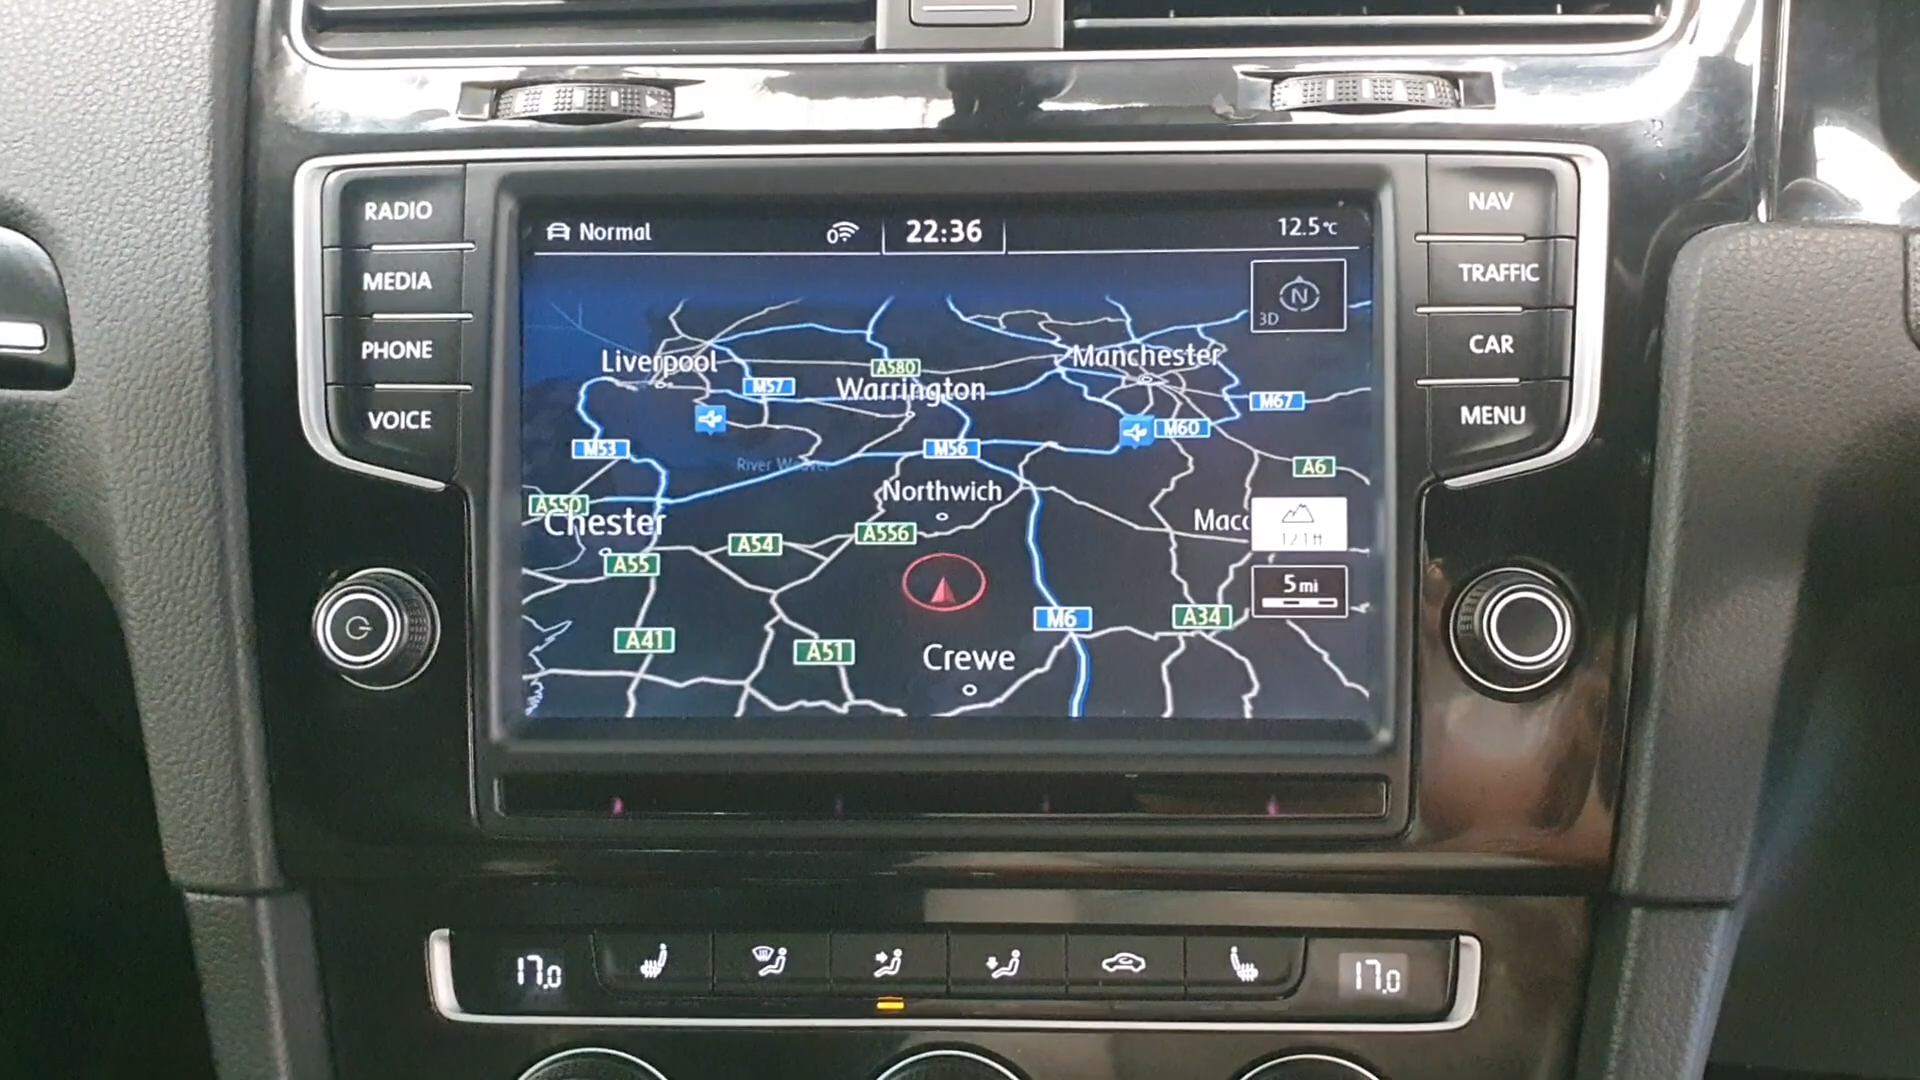 RADIO
MEDIA
PHONE
VOICE
Normal
0
22:36
12.5°C
N
3D
Liverpool
A580
Manchester
M57
Warrington
M67
M60
M53
M56
A6
Northwich
A550
Chester
A556
Macc
A54
A55
5 mi
M6
A34
A41
A51
Crewe
NAV
TRAFFIC
CAR
MENU
17.0
17.0